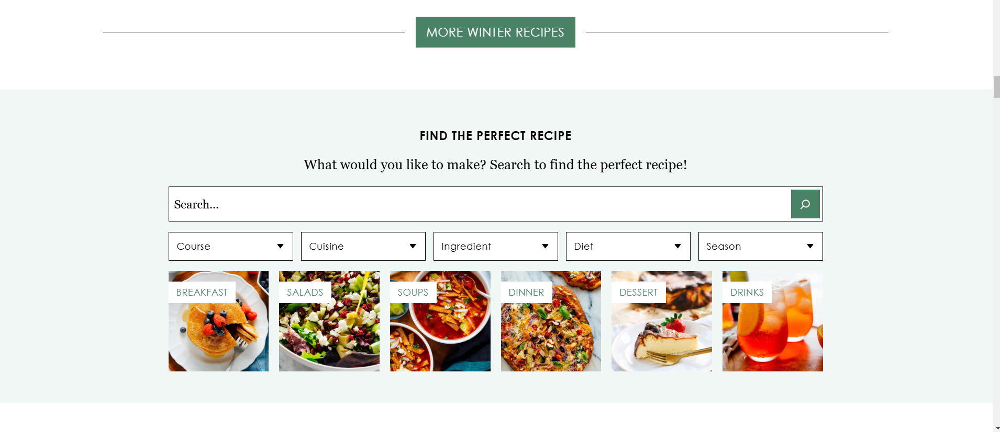 MORE WINTER RECIPES
FIND THE PERFECT RECIPE
What would you like to make? Search to find the perfect recipe!
Search...
Course
Cuisine
Ingredient
Diet
Season
BREAKFAST
SALADS
SOUPS
DINNER
DESSERT
DRINKS